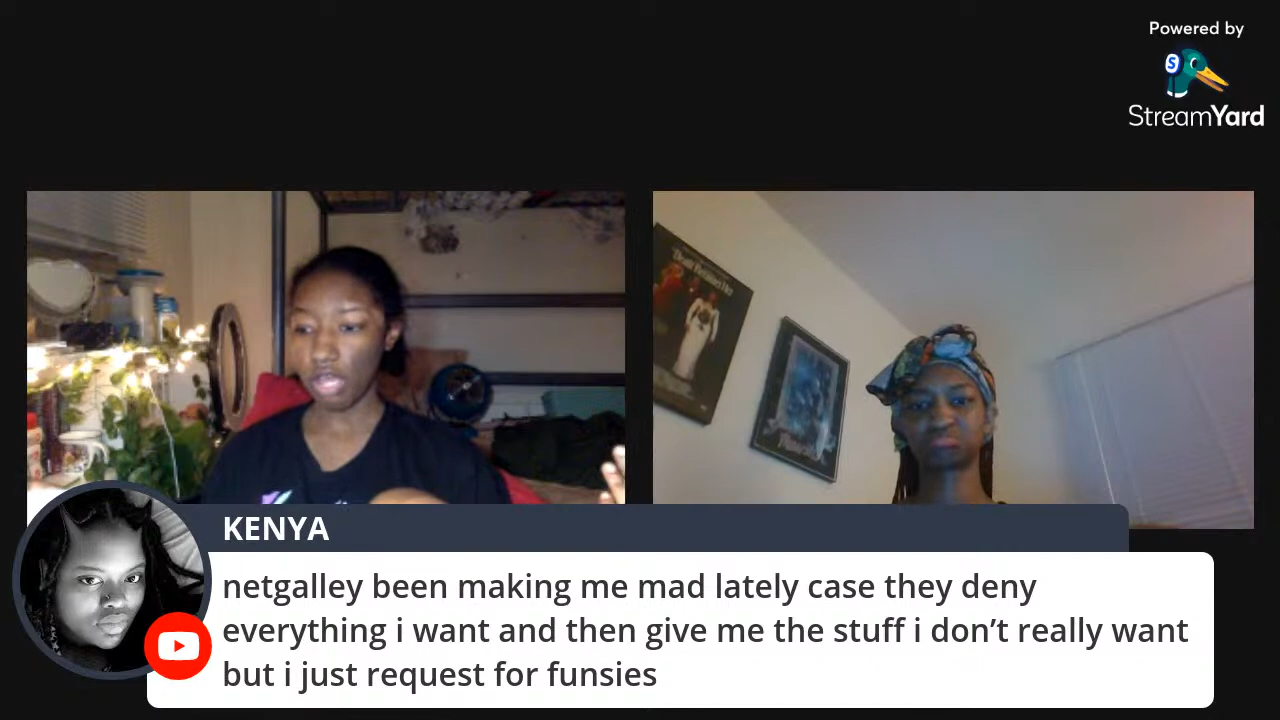 Powered by
StreamYard
KENYA
netgalley been making me mad lately case they deny
everything i want and then give me the stuff i don’t really want
but i just request for funsies